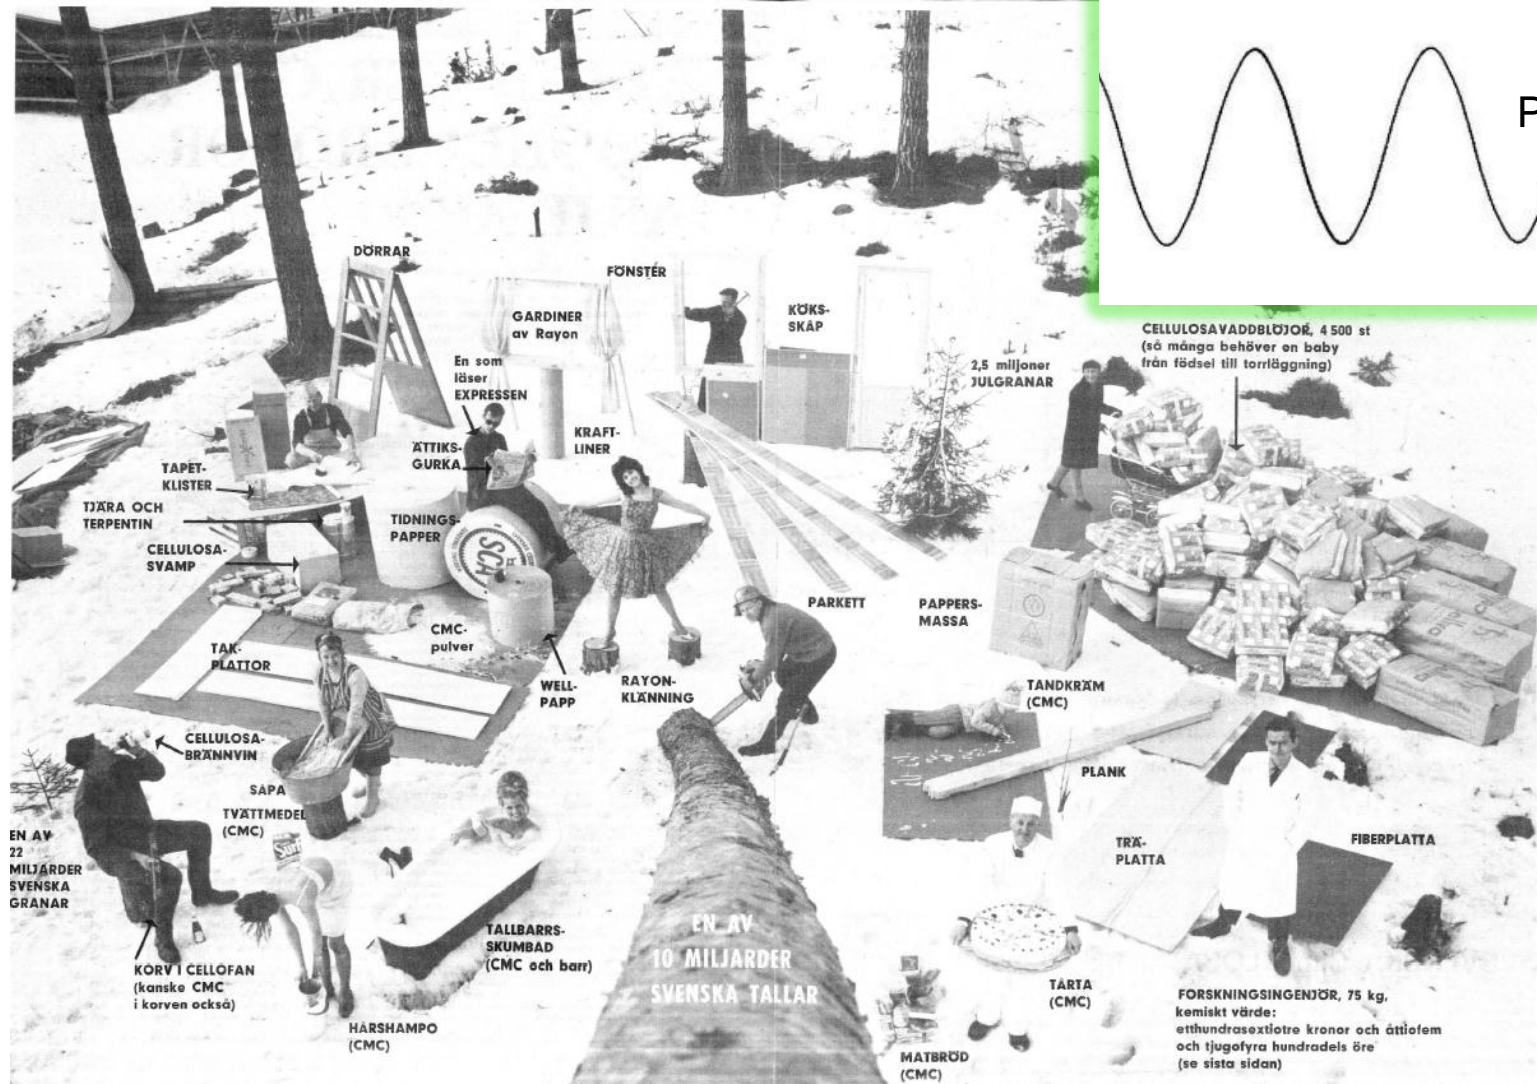 P
DÖRRAR
FÖNSTER
GARDINER
av Rayon
KÖKS-
SKÅP
En som
läser
EXPRESSEN
2,5 miljoner
JULGRANAR
CELLULOSAVADDBLÖJOR, 4 500 st
(så många behöver en baby
från födsel till torrläggning)
ÄTTIKS-
GURKA
KRAFT-
LINER
TAPET-
KLISTER
TJÄRA OCH
TERPENTIN
TIDNINGS-
PAPPER
SCA
CELLULOSA-
SVAMP
PARKETT
PAPPERS-
MASSA
CMC-
pulver
TAK-
PLATTOR
WELL-
PAPP
RAYON-
KLÄNNING
TANDKRÄM
(CMC)
CELLULOSA-
BRÄNNVIN
PLANK
SÅPA
TVÄTTMEDEL
(CMC)
Surf
EN AV
22
MILJARDER
SVENSKA
GRANAR
TRÄ-
PLATTA
FIBERPLATTA
KORV I CELLOFAN
(kanske CMC
i korven också)
TALLBARRS-
SKUMBAD
(CMC och barr)
EN AV
10 MILJARDER
SVENSKA TALLAR
HÅRSHAMPO
(CMC)
TÅRTA
(CMC)
MATBRÖD
(CMC)
FORSKNINGSINGENJÖR, 75 kg,
kemiskt värde:
etthundrasextiotre kronor och åttiofem
och tjugofyra hundradels öre
(se sista sidan)